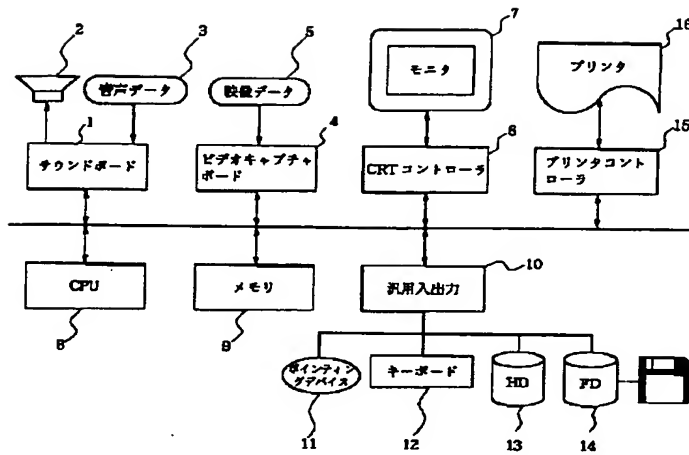 2
3
5
7
16
音声データ
映像データ
モニタ
プリンタ
1
4
6
15
サウンドボード
ビデオキャプチャ
ボード
CRTコントローラ
プリンタコント
ローラ
CPU
メモリ
汎用入出力
10
8
9
ポインティン
グデバイス
キーボード
HD
FD
11
12
13
14